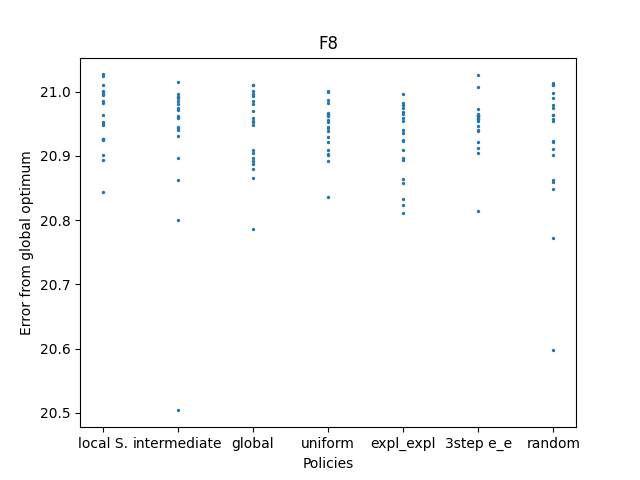 F8
Error from global optimum
21.0
20.9
20.8
20.7
20.6
20.5
local S. intermediate global uniform expl_expl 3step e_e random
Policies